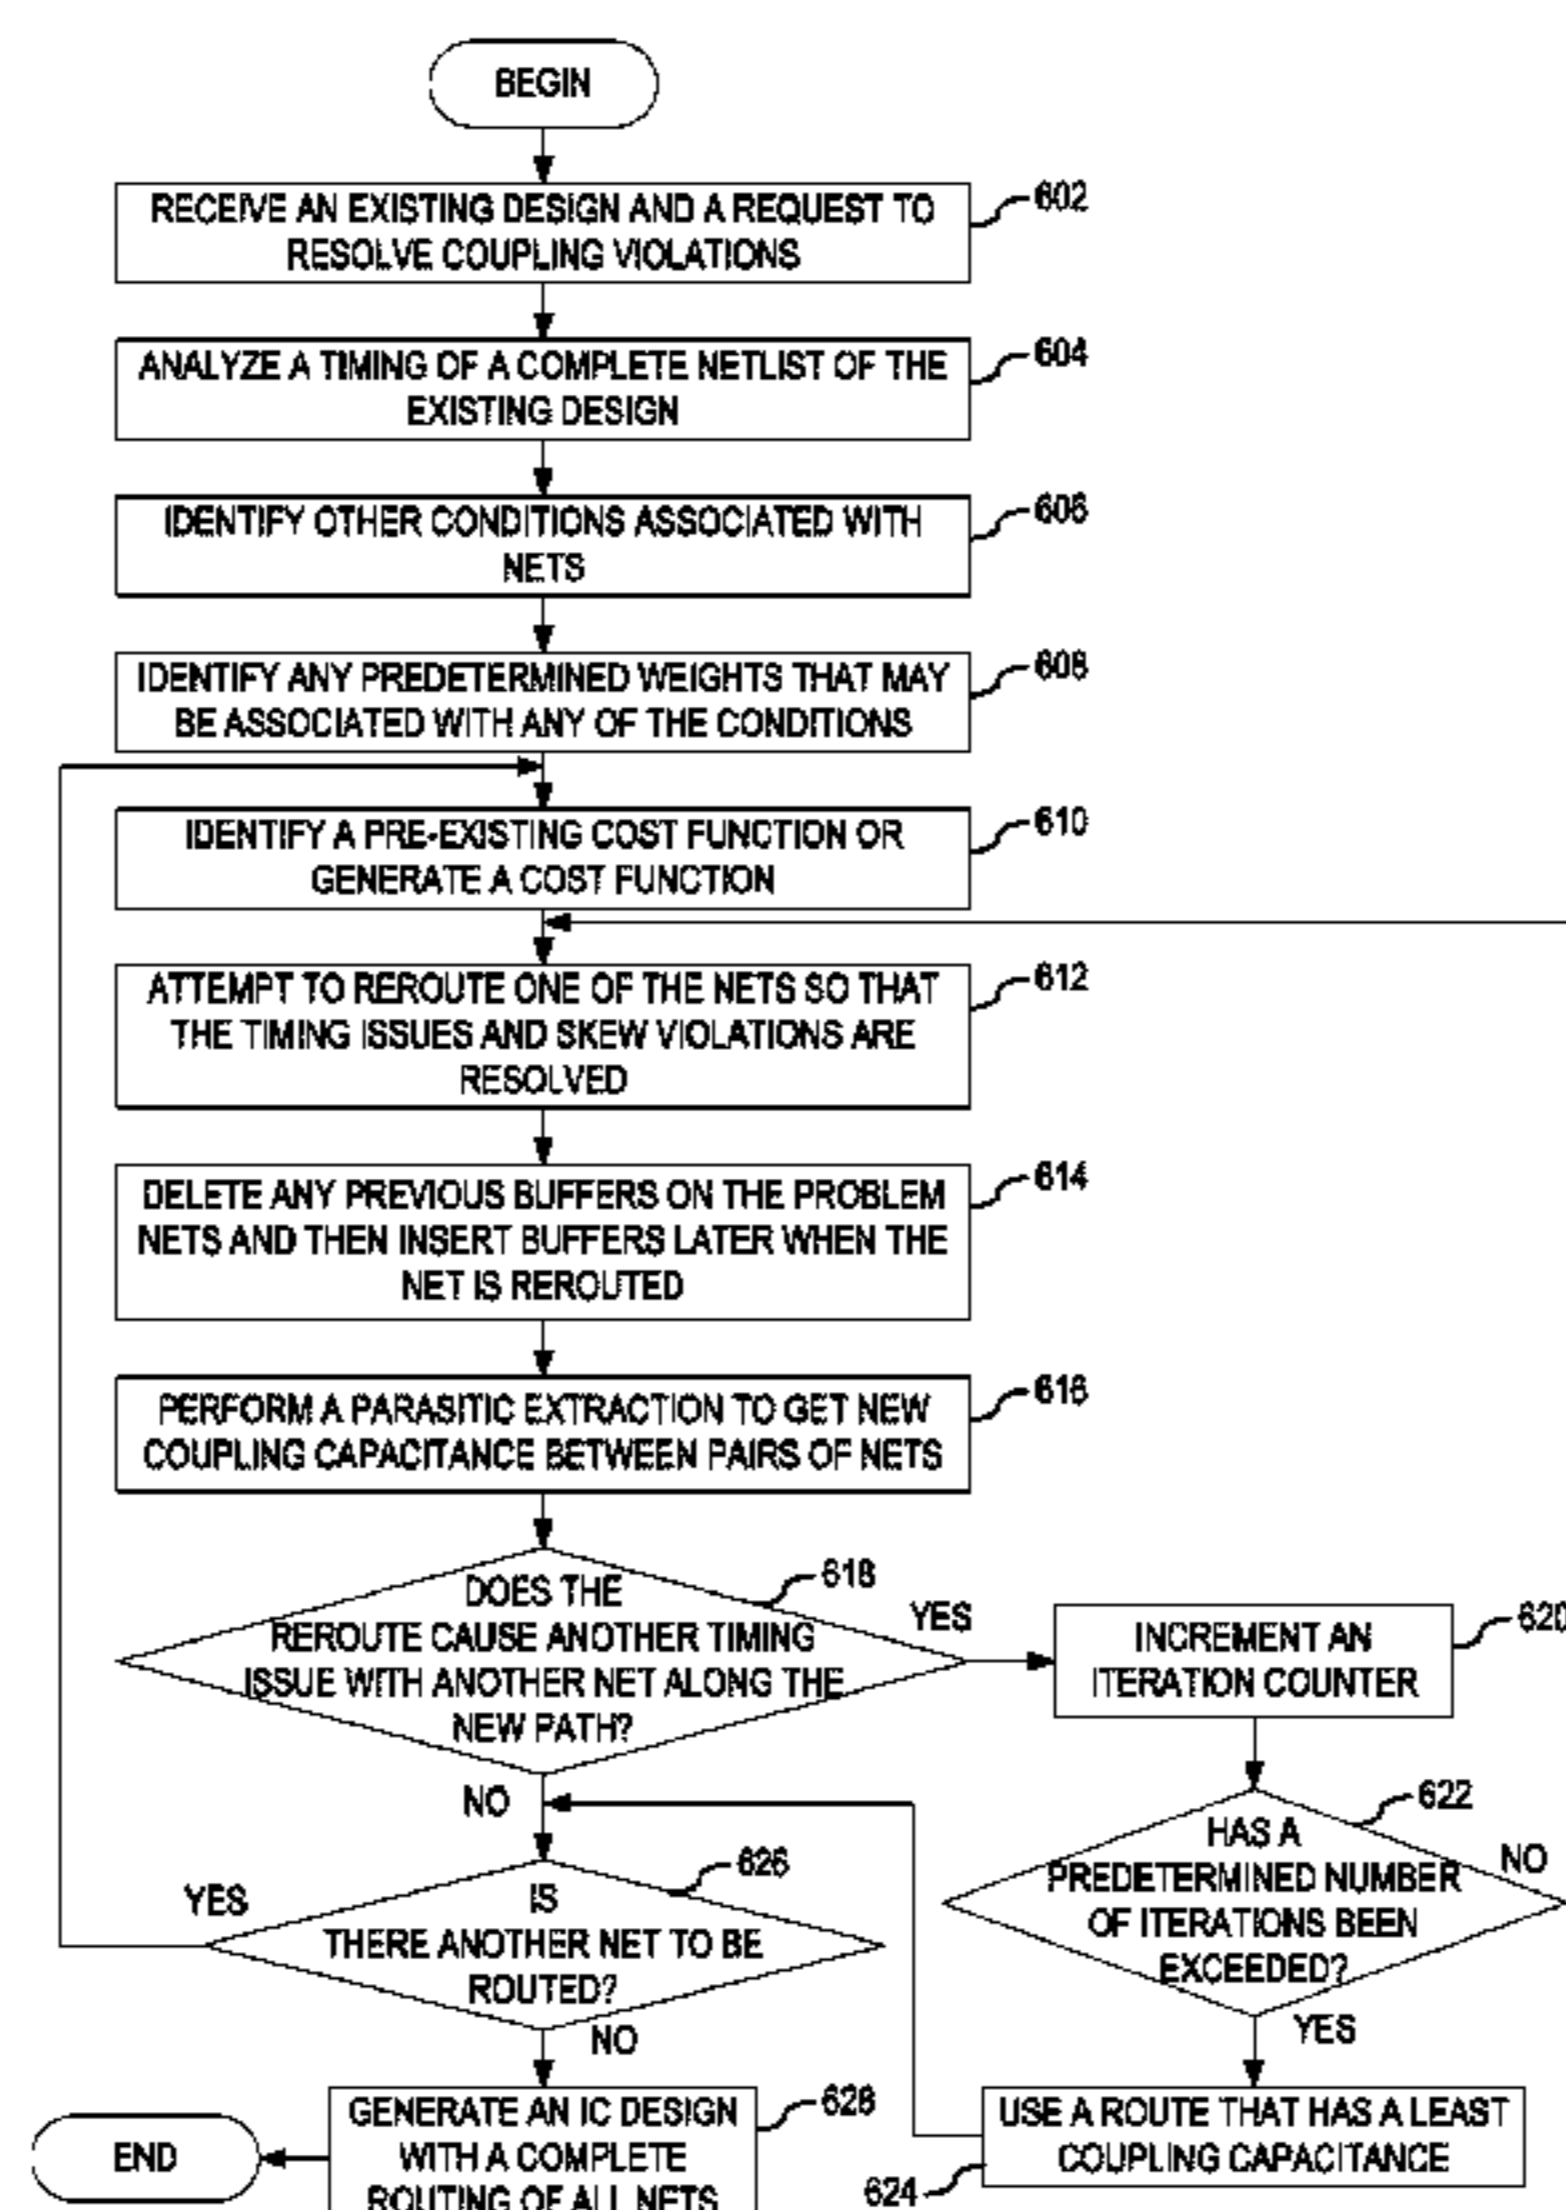 BEGIN
RECEIVE AN EXISTING DESIGN AND A REQUEST TO
RESOLVE COUPLING VIOLATIONS
602
ANALYZE A TIMING OF A COMPLETE NETLIST OF THE
EXISTING DESIGN
604
IDENTIFY OTHER CONDITIONS ASSOCIATED WITH
NETS
606
IDENTIFY ANY PREDETERMINED WEIGHTS THAT MAY
BE ASSOCIATED WITH ANY OF THE CONDITIONS
608
IDENTIFY A PRE-EXISTING COST FUNCTION OR
GENERATE A COST FUNCTION
610
ATTEMPT TO REROUTE ONE OF THE NETS SO THAT
THE TIMING ISSUES AND SKEW VIOLATIONS ARE
RESOLVED
612
DELETE ANY PREVIOUS BUFFERS ON THE PROBLEM
NETS AND THEN INSERT BUFFERS LATER WHEN THE
NET IS REROUTED
614
PERFORM A PARASITIC EXTRACTION TO GET NEW
COUPLING CAPACITANCE BETWEEN PAIRS OF NETS
616
DOES THE
REROUTE CAUSE ANOTHER TIMING
ISSUE WITH ANOTHER NET ALONG THE
NEW PATH?
618
YES
NO
INCREMENT AN
ITERATION COUNTER
620
HAS A
PREDETERMINED NUMBER
OF ITERATIONS BEEN
EXCEEDED?
622
NO
YES
USE A ROUTE THAT HAS A LEAST
COUPLING CAPACITANCE
624
IS
THERE ANOTHER NET TO BE
ROUTED?
626
YES
NO
GENERATE AN IC DESIGN
WITH A COMPLETE
ROUTING OF ALL NETS
628
END